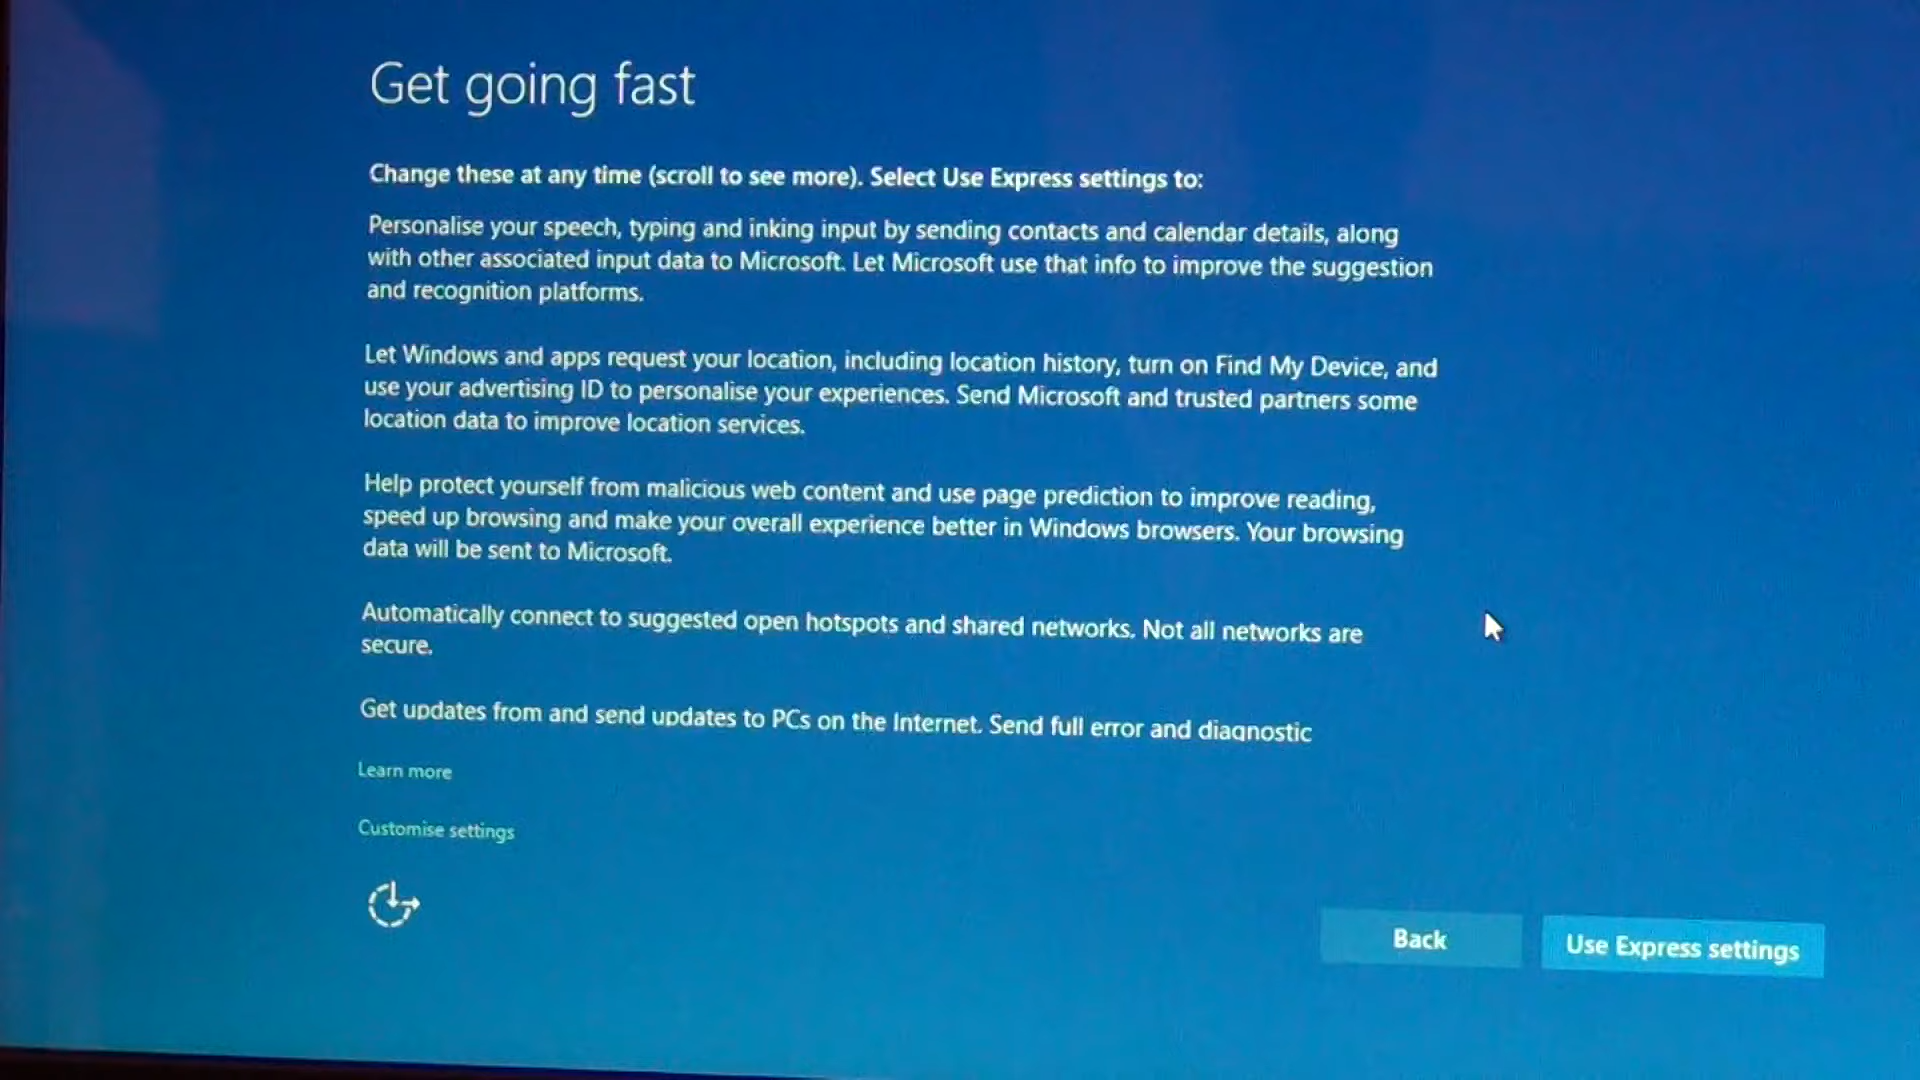 Get going fast
Change these at any time (scroll to see more). Select Use Express settings to:
Personalise your speech, typing and inking input by sending contacts and calendar details, along
with other associated input data to Microsoft. Let Microsoft use that info to improve the suggestion
and recognition platforms.
Let Windows and apps request your location, including location history, turn on Find My Device, and
use your advertising ID to personalise your experiences. Send Microsoft and trusted partners some
location data to improve location services.
Help protect yourself from malicious web content and use page prediction to improve reading,
speed up browsing and make your overall experience better in Windows browsers. Your browsing
data will be sent to Microsoft.
Automatically connect to suggested open hotspots and shared networks. Not all networks are
secure.
Get updates from and send updates to PCs on the Internet. Send full error and diagnostic
Learn more
Customise settings
Back
Use Express settings